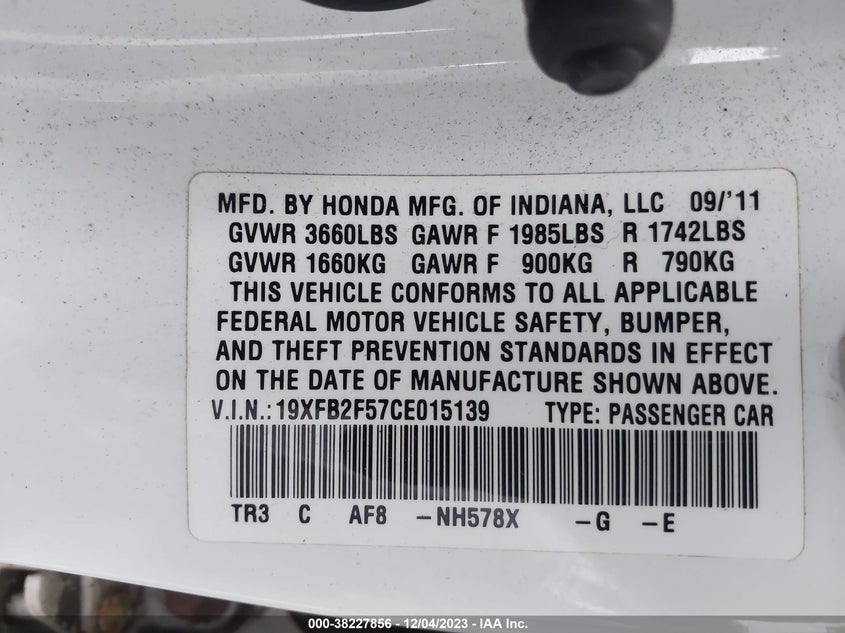 MFD. BY HONDA MFG. OF INDIANA, LLC 09/'11
GVWR 3660LBS GAWR F 1985LBS R 1742LBS
GVWR 1660KG GAWR F 900KG R 790KG
THIS VEHICLE CONFORMS TO ALL APPLICABLE
FEDERAL MOTOR VEHICLE SAFETY, BUMPER,
AND THEFT PREVENTION STANDARDS IN EFFECT
ON THE DATE OF MANUFACTURE SHOWN ABOVE.
V.I.N.:19XFB2F57CE015139 TYPE: PASSENGER CAR
TR3 C AF8 -NH578X -G -E
000-38227856 - 12/04/2023 - IAA Inc.